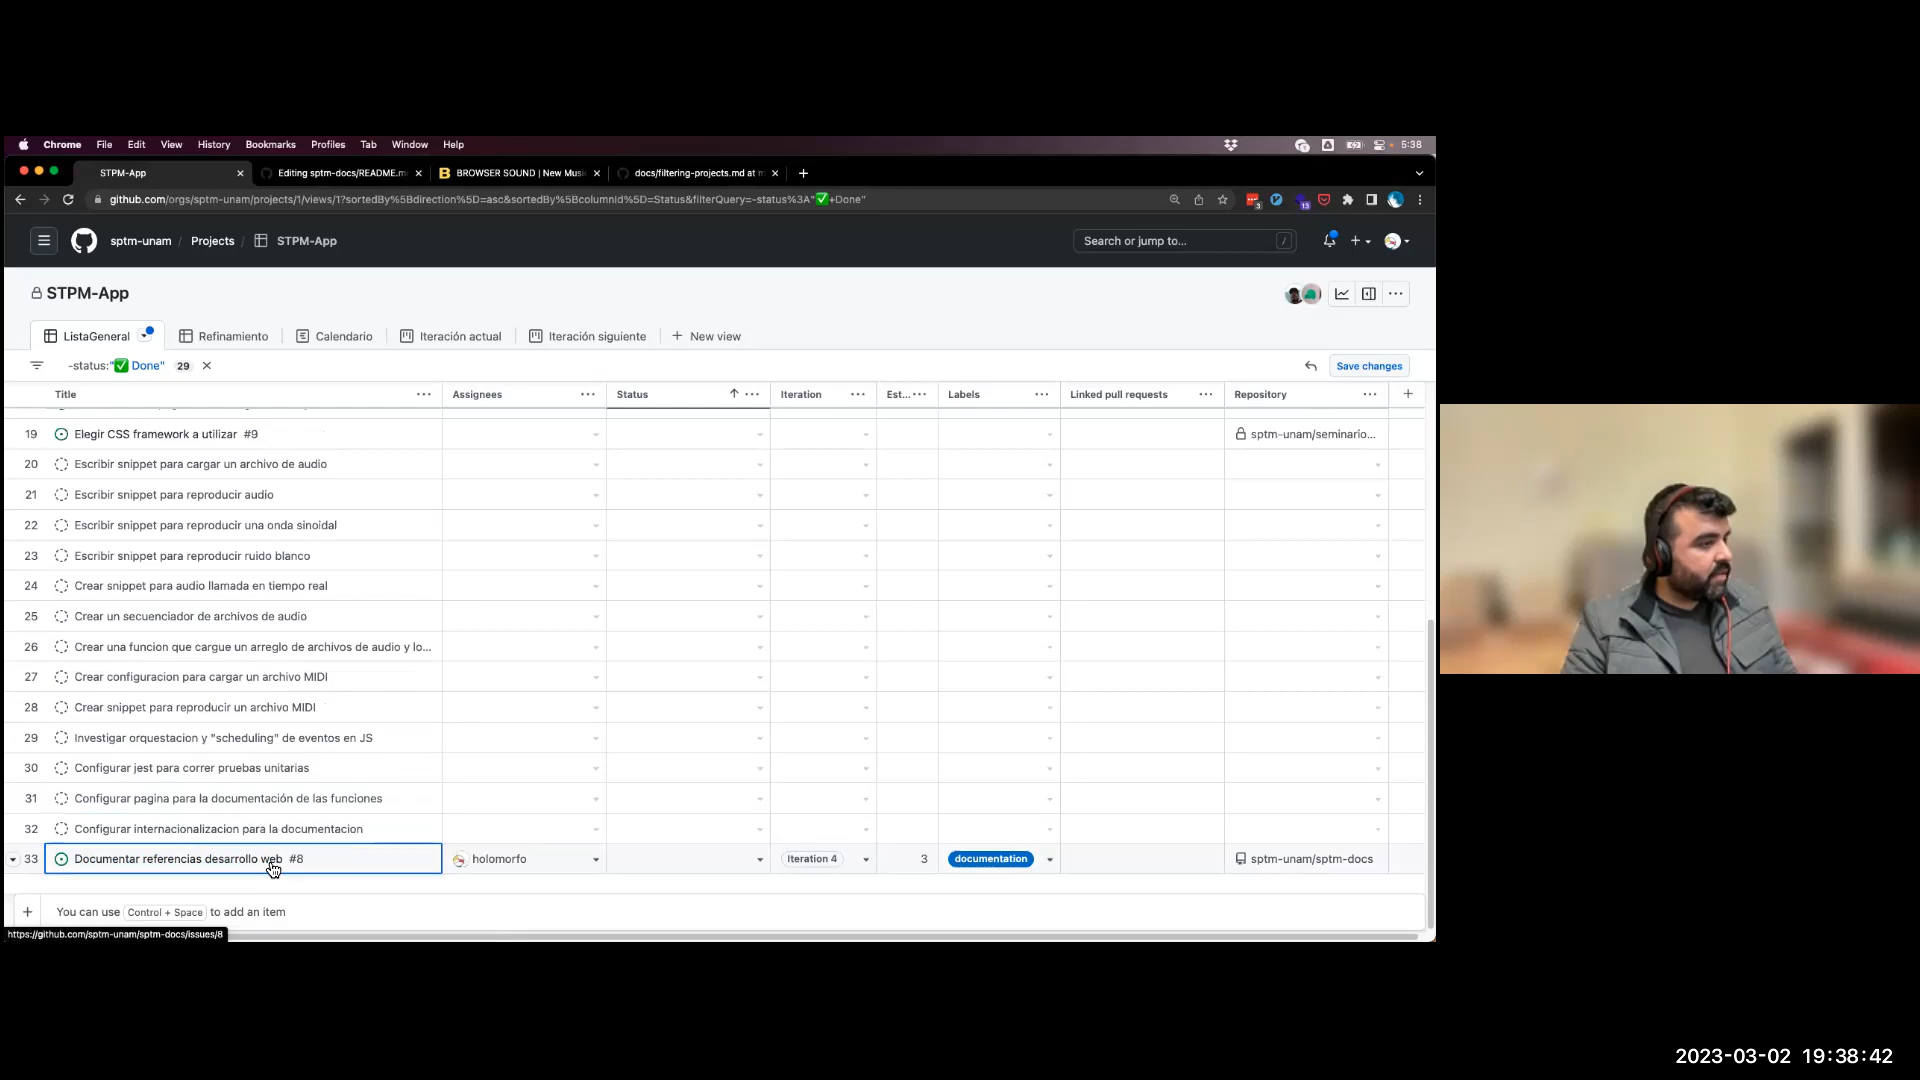 Chrome File Edit View History Bookmarks Profiles Tab Window Help 5:38
STPM-App Editing sptm-docs/README.m BROWSER SOUND | New Musi docs/filtering-projects.md at m
github.com/orgs/sptm-unam/projects/1/views/1?sortedBy%5Bdirection%5D=asc&sortedBy%5BcolumnId%5D=Status&filterQuery=-status%3A"✅+Done" 3 13
sptm-unam / Projects / STPM-App Search or jump to... /
STPM-App
ListaGeneral Refinamiento Calendario Iteración actual Iteración siguiente + New view
-status:"✅ Done" 29 Save changes
Title Assignees Status Iteration Est... Labels Linked pull requests Repository
19 Elegir CSS framework a utilizar #9 sptm-unam/seminario...
20 Escribir snippet para cargar un archivo de audio
21 Escribir snippet para reproducir audio
22 Escribir snippet para reproducir una onda sinoidal
23 Escribir snippet para reproducir ruido blanco
24 Crear snippet para audio llamada en tiempo real
25 Crear un secuenciador de archivos de audio
26 Crear una funcion que cargue un arreglo de archivos de audio y lo...
27 Crear configuracion para cargar un archivo MIDI
28 Crear snippet para reproducir un archivo MIDI
29 Investigar orquestacion y "scheduling" de eventos en JS
30 Configurar jest para correr pruebas unitarias
31 Configurar pagina para la documentación de las funciones
32 Configurar internacionalizacion para la documentacion
33 Documentar referencias desarrollo web #8 holomorfo Iteration 4 3 documentation sptm-unam/sptm-docs
+ You can use Control + Space to add an item
https://github.com/sptm-unam/sptm-docs/issues/8
2023-03-02 19:38:42